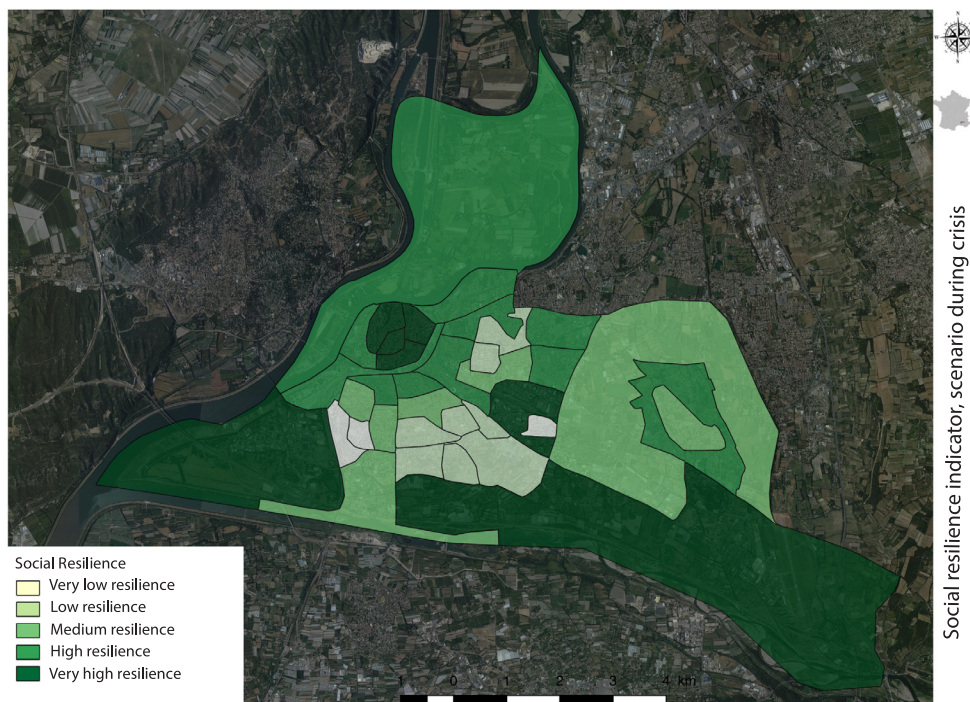 Social resilience indicator, scenario during crisis
Social Resilience
Very low resilience
Low resilience
Medium resilience
High resilience
Very high resilience
1 0 1 2 3 4 km